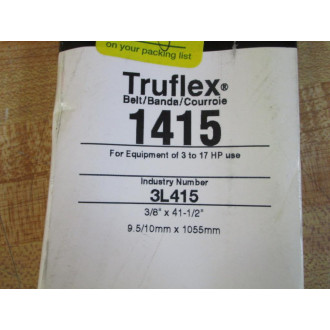 on your packing list
Truflex®
Belt/Banda/Courroie
1415
For Equipment of 3 to 17 HP use
Industry Number
3L415
3/8" x 41-1/2"
9.5/10mm x 1055mm